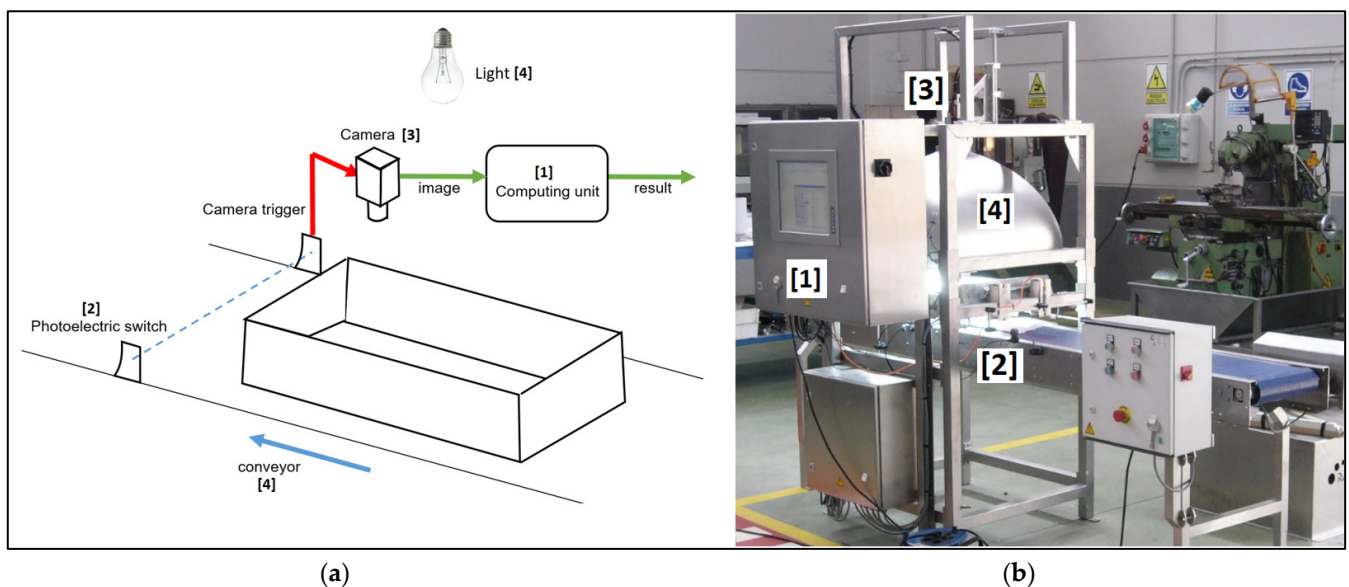 Light [4]
Camera [3]
image
[1]
Computing unit
result
Camera trigger
[2]
Photoelectric switch
conveyor
[4]
[3]
[4]
[1]
[2]
(a)
(b)